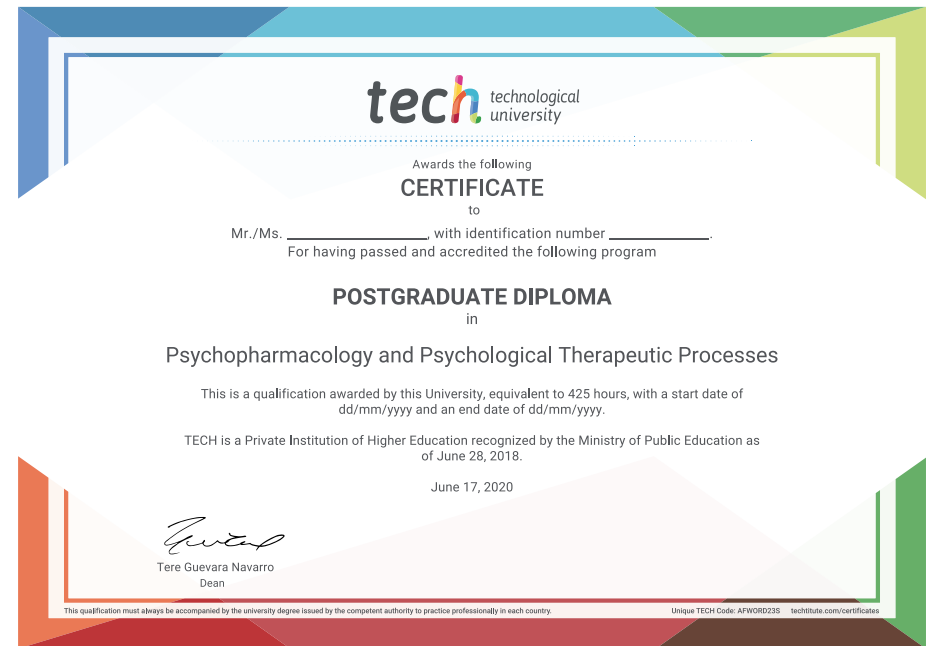 tech technological
university
Awards the following
CERTIFICATE
to
Mr./Ms. ____________________, with identification number ______________.
For having passed and accredited the following program
POSTGRADUATE DIPLOMA
in
Psychopharmacology and Psychological Therapeutic Processes
This is a qualification awarded by this University, equivalent to 425 hours, with a start date of
dd/mm/yyyy and an end date of dd/mm/yyyy.
TECH is a Private Institution of Higher Education recognized by the Ministry of Public Education as
of June 28, 2018.
June 17, 2020
Tere Guevara Navarro
Dean
This qualification must always be accompanied by the university degree issued by the competent authority to practice professionally in each country.
Unique TECH Code: AFWORD23S techtitute.com/certificates